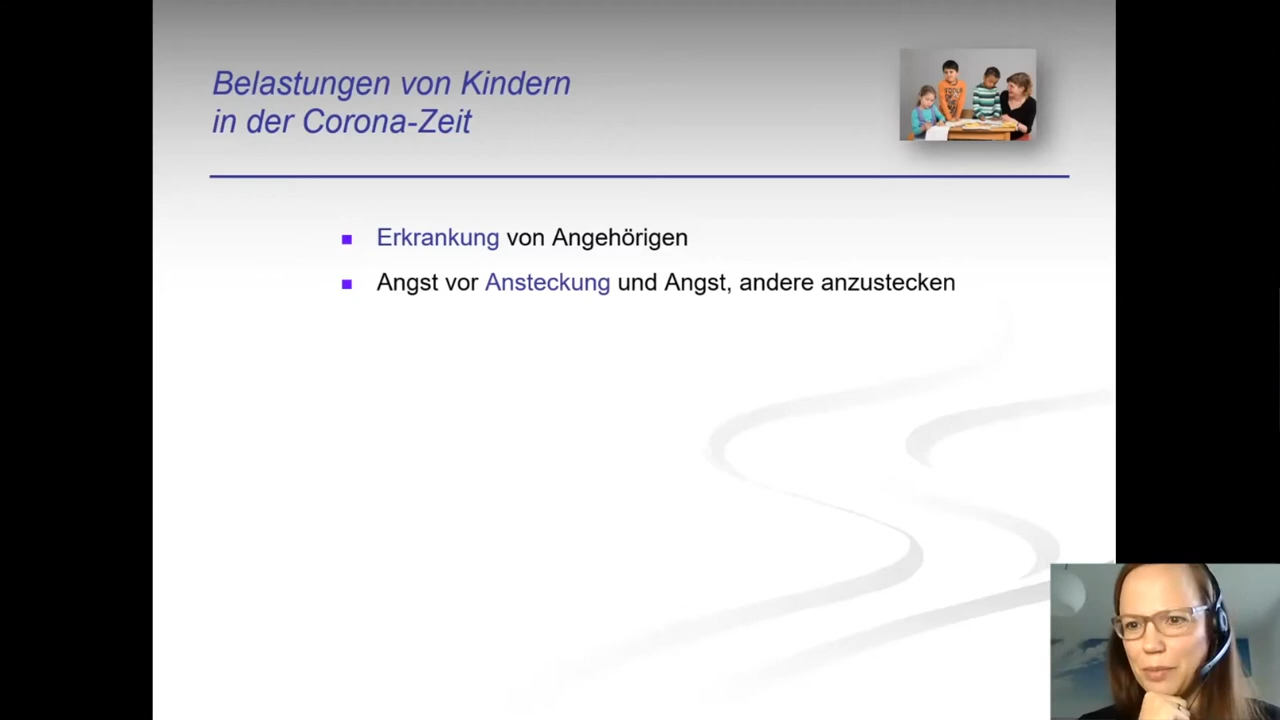 Belastungen von Kindern
in der Corona-Zeit
Erkrankung von Angehörigen
Angst vor Ansteckung und Angst, andere anzustecken